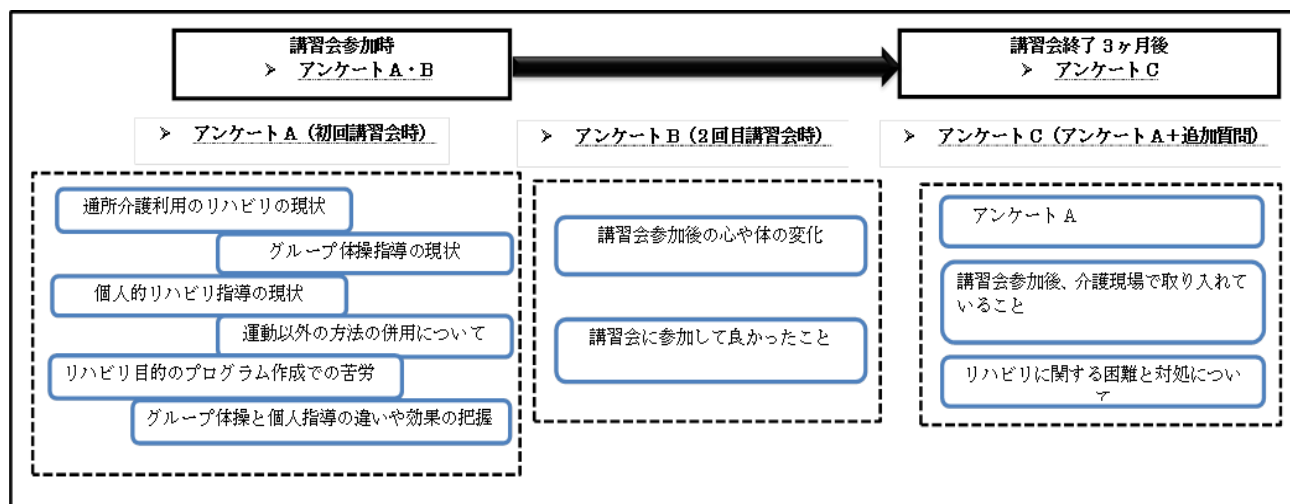 講習会参加時
➢ アンケートA・B
講習会終了3ヶ月後
➢ アンケートC
➢ アンケートA(初回講習会時)
➢ アンケートB(2回目講習会時)
➢ アンケートC(アンケートA+追加質問)
通所介護利用のリハビリの現状
グループ体操指導の現状
個人的リハビリ指導の現状
運動以外の方法の併用について
リハビリ目的のプログラム作成での苦労
グループ体操と個人指導の違いや効果の把握
講習会参加後の心や体の変化
講習会に参加して良かったこと
アンケートA
講習会参加後、介護現場で取り入れて
いること
リハビリに関する困難と対処につい
て